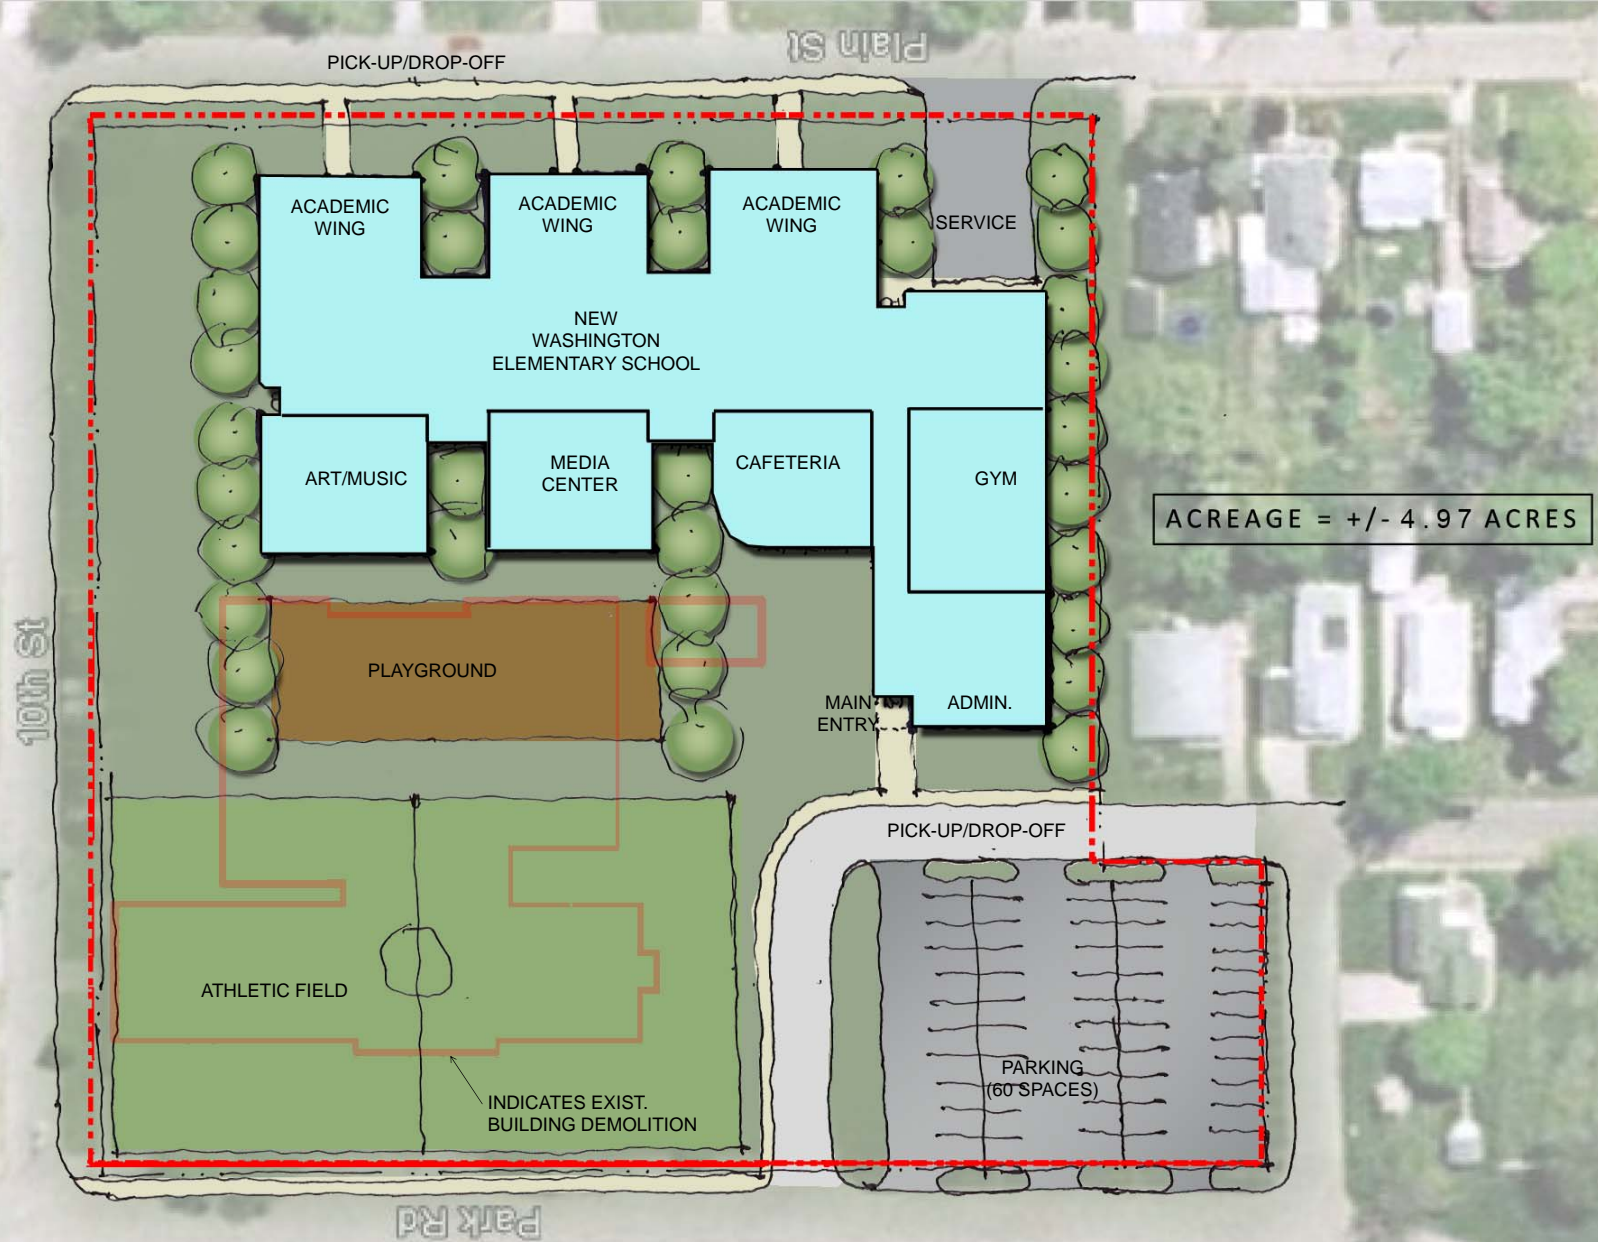 Plain St
PICK-UP/DROP-OFF
ACADEMIC
WING
ACADEMIC
WING
ACADEMIC
WING
SERVICE
NEW
WASHINGTON
ELEMENTARY SCHOOL
ART/MUSIC
MEDIA
CENTER
CAFETERIA
GYM
ACREAGE = +/- 4.97 ACRES
10th St
PLAYGROUND
MAIN
ENTRY
ADMIN.
PICK-UP/DROP-OFF
ATHLETIC FIELD
PARKING
(60 SPACES)
INDICATES EXIST.
BUILDING DEMOLITION
Park Rd